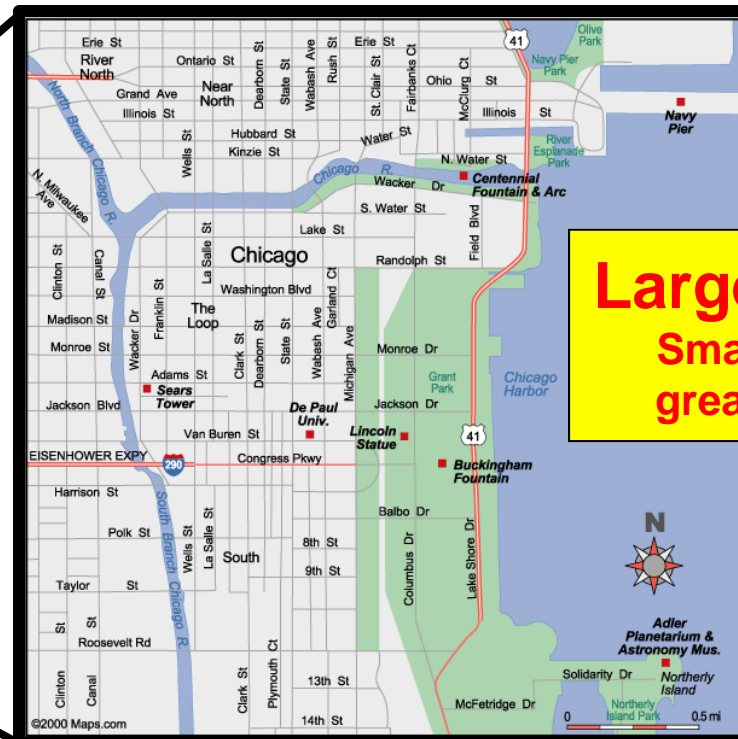 Erie St
River
North
Ontario St
Grand Ave
Illinois St
Near
North
Dearborn St
State St
Wabash Ave
Rush St
Erie St
St. Clair St
Fairbanks Ct
Ohio St
McClurg Ct
Illinois St
41
Olive
Park
Navy Pier
Park
Navy
Pier
River
Esplanade
Park
North Branch Chicago R.
N. Milwaukee
Ave
Wells St
Hubbard St
Kinzie St
Water St
N. Water St
Chicago R.
Wacker Dr
Centennial
Fountain & Arc
S. Water St
Lake St
Field Blvd
Chicago
Randolph St
Clinton St
Canal St
Franklin St
La Salle St
Washington Blvd
Garland Ct
Madison St
The
Loop
Wacker Dr
Monroe St
Clark St
Dearborn St
State St
Wabash Ave
Michigan Ave
Monroe Dr
Adams St
Sears
Tower
Grant
Park
Chicago
Harbor
Jackson Blvd
De Paul
Univ.
Jackson Dr
Van Buren St
Lincoln
Statue
41
EISENHOWER EXPY
290
Congress Pkwy
Buckingham
Fountain
Harrison St
South Branch Chicago R.
Polk St
Wells St
La Salle St
South
8th St
9th St
Balbo Dr
Columbus Dr
Lake Shore Dr
Taylor St
Roosevelt Rd
Clinton St
Canal St
Clark St
Plymouth Ct
13th St
14th St
McFetridge Dr
Solidarity Dr
N
Adler
Planetarium &
Astronomy Mus.
Northerly
Island
Northerly
Island Park
0 0.5 mi
©2000 Maps.com
Large
Sma
grea